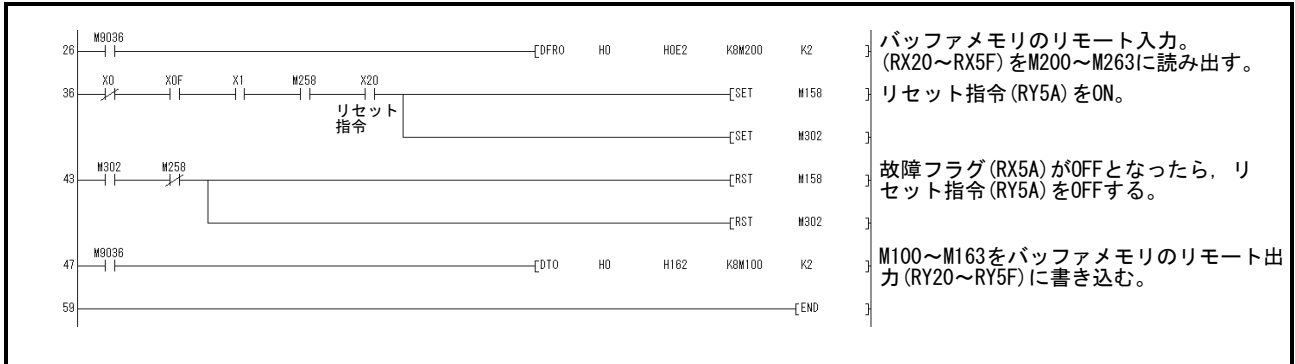 M9036
26 DFRO H0 H0E2 K8M200 K2 バッファメモリのリモート入力。
(RX20～RX5F)をM200～M263に読み出す。
X0 X0F X1 M258 X20
36 SET M158 リセット指令(RY5A)をON。
リセット
指令
SET M302
M302 M258
43 RST M158 故障フラグ(RX5A)がOFFとなったら, リ
セット指令(RY5A)をOFFする。
RST M302
M9036
47 DTO H0 H162 K8M100 K2 M100～M163をバッファメモリのリモート出
力(RY20～RY5F)に書き込む。
59 END